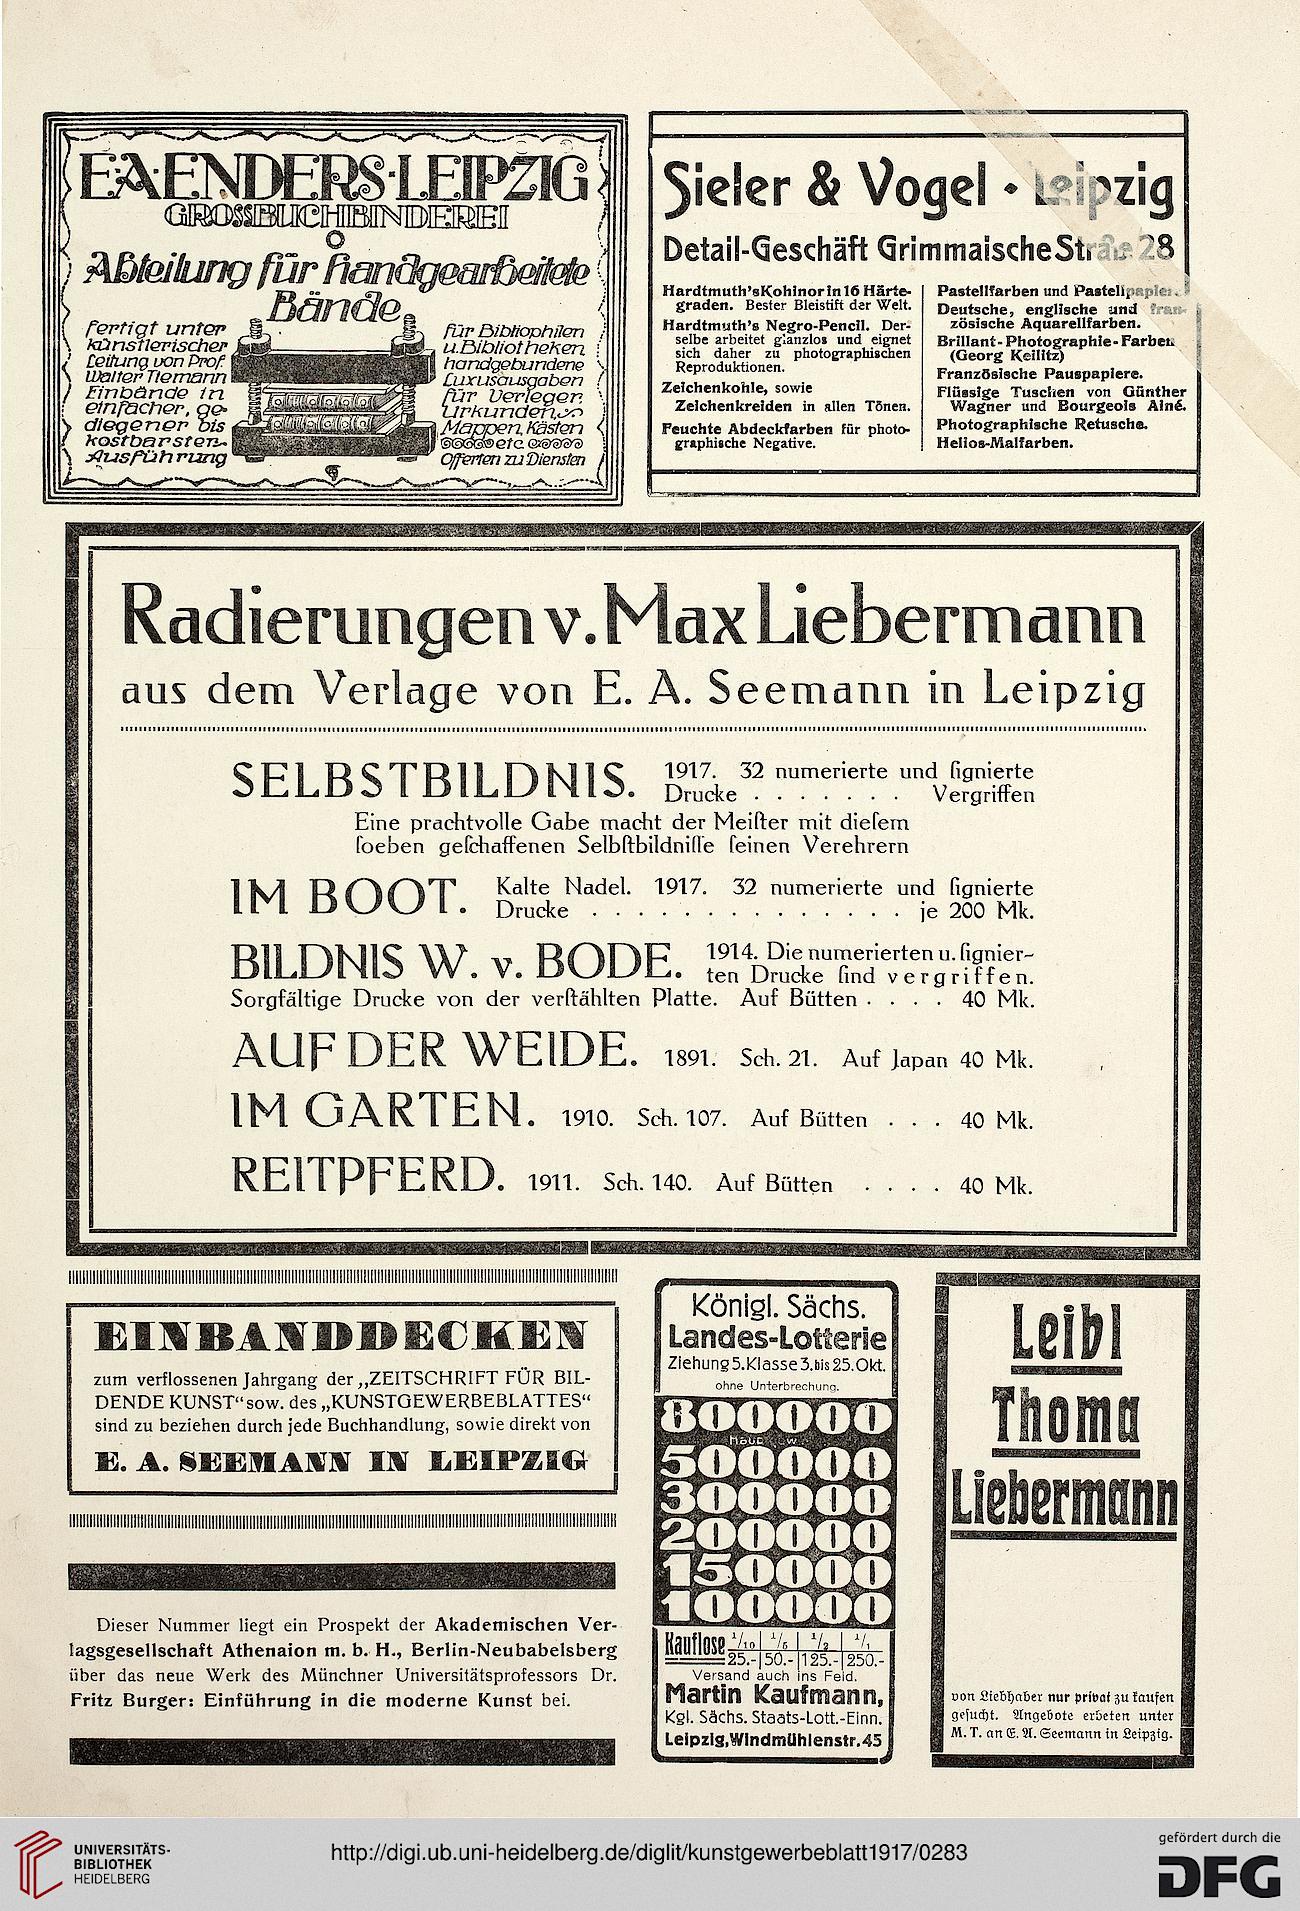 E·A·ENDERS·LEIPZIG
GROSSBUCHBINDEREI
Abteilung für handgearbeitete
Bände
fertigt unter
künstlerischer
Leitung von Prof.
Walter Tiemann
Einbände in
einfacher, ge-
diegener bis
kostbarster
Ausführung
für Bibliophilen
u. Bibliotheken,
handgebundene
Luxusausgaben
für Verleger.
Urkunden,
Mappen, Kästen
etc.
Offerten zu Diensten
Sieler & Vogel · Leipzig
Detail-Geschäft Grimmaische Straße 28
Hardtmuth's Kohinor in 16 Härte-
graden. Bester Bleistift der Welt.
Hardtmuth's Negro-Pencil. Der-
selbe arbeitet glanzlos und eignet
sich daher zu photographischen
Reproduktionen.
Zeichenkohle, sowie
Zeichenkreiden in allen Tönen.
Feuchte Abdeckfarben für photo-
graphische Negative.
Pastellfarben und Pastellpapier.
Deutsche, englische und fran-
zösische Aquarellfarben.
Brillant-Photographie-Farben
(Georg Keilitz)
Französische Pauspapiere.
Flüssige Tuschen von Günther
Wagner und Bourgeois Ainé.
Photographische Retusche.
Helios-Malfarben.
Radierungen v. Max Liebermann
aus dem Verlage von E. A. Seemann in Leipzig
SELBSTBILDNIS. 1917. 32 numerierte und ſignierte
Drucke . . . . . . . Vergriffen
Eine prachtvolle Gabe macht der Meiſter mit dieſem
ſoeben geſchaffenen Selbſtbildniſſe ſeinen Verehrern
IM BOOT. Kalte Nadel. 1917. 32 numerierte und ſignierte
Drucke . . . . . . . . . . . . . . je 200 Mk.
BILDNIS W. v. BODE. 1914. Die numerierten u. ſignier-
ten Drucke ſind vergriffen.
Sorgfältige Drucke von der verſtählten Platte. Auf Bütten . . . . 40 Mk.
AUF DER WEIDE. 1891. Sch. 21. Auf Japan 40 Mk.
IM GARTEN. 1910. Sch. 107. Auf Bütten . . . 40 Mk.
REITPFERD. 1911. Sch. 140. Auf Bütten . . . . 40 Mk.
EINBANDDECKEN
zum verflossenen Jahrgang der „ZEITSCHRIFT FÜR BIL-
DENDE KUNST“ sow. des „KUNSTGEWERBEBLATTES“
sind zu beziehen durch jede Buchhandlung, sowie direkt von
E. A. SEEMANN IN LEIPZIG
Dieser Nummer liegt ein Prospekt der Akademischen Ver-
lagsgesellschaft Athenaion m. b. H., Berlin-Neubabelsberg
über das neue Werk des Münchner Universitätsprofessors Dr.
Fritz Burger: Einführung in die moderne Kunst bei.
Königl. Sächs.
Landes-Lotterie
Ziehung 5. Klasse 3. bis 25. Okt.
ohne Unterbrechung.
800000
500000
300000
200000
150000
100000
Kauflose 1/10 | 1/5 | 1/2 | 1/1
25.- | 50.- | 125.- | 250.-
Versand auch ins Feld.
Martin Kaufmann,
Kgl. Sächs. Staats-Lott.-Einn.
Leipzig, Windmühlenstr. 45
Leibl
Thoma
Liebermann
von Liebhaber nur privat zu kaufen
gesucht. Angebote erbeten unter
M. T. an E. A. Seemann in Leipzig.
UNIVERSITÄTS-
BIBLIOTHEK
HEIDELBERG
http://digi.ub.uni-heidelberg.de/diglit/kunstgewerbeblatt1917/0283
gefördert durch die
DFG